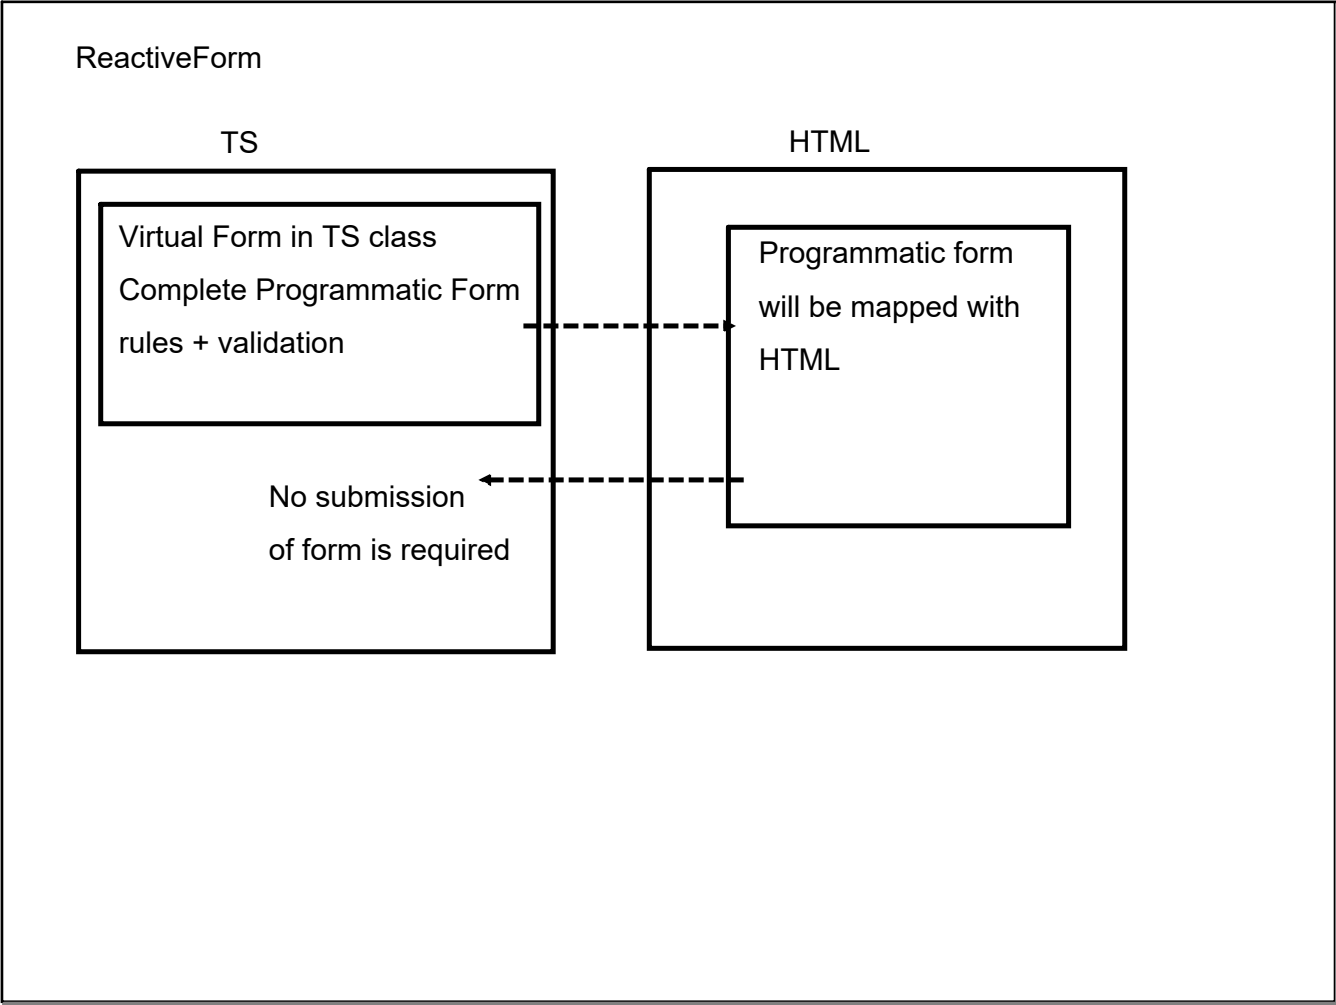 ReactiveForm
TS
HTML
Virtual Form in TS class
Complete Programmatic Form
rules + validation
Programmatic form
will be mapped with
HTML
No submission
of form is required